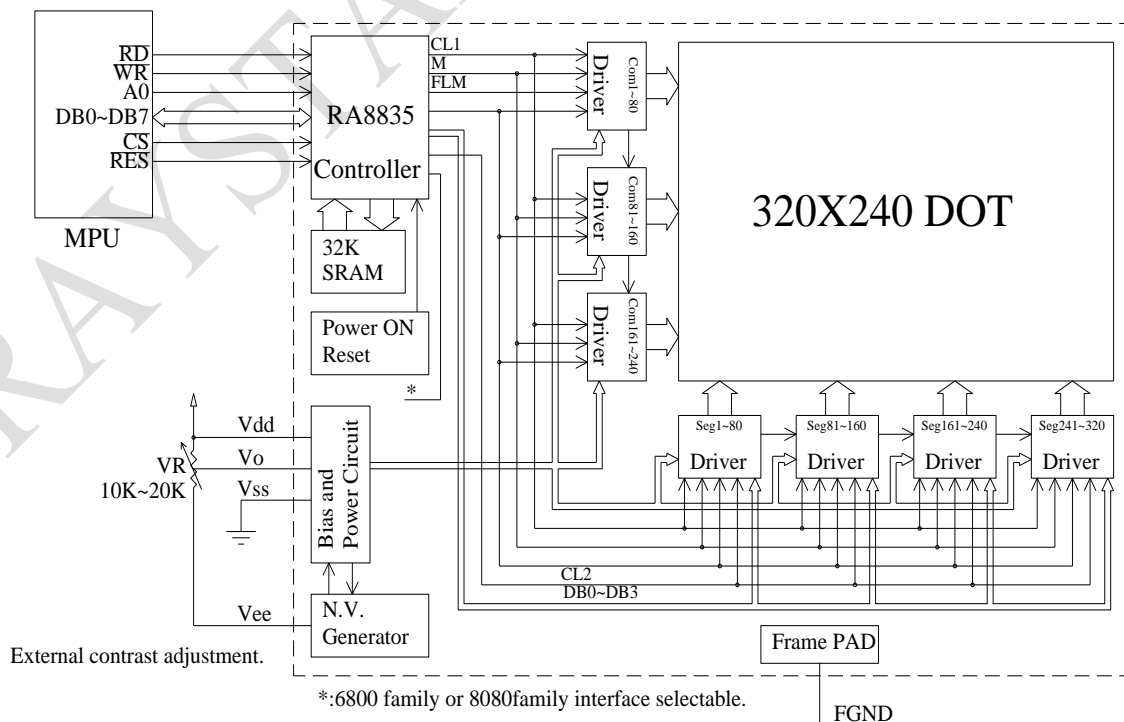 RAYSTA
MPU
RD
WR
A0
DB0~DB7
CS
RES
RA8835
Controller
CL1
M
FLM
32K
SRAM
Power ON
Reset
*
Driver
Com1~80
Driver
Com81~160
Driver
Com161~240
320X240 DOT
Seg1~80
Driver
Seg81~160
Driver
Seg161~240
Driver
Seg241~320
Driver
Vdd
VR
10K~20K
Vo
Vss
Vee
Bias and
Power Circuit
N.V.
Generator
CL2
DB0~DB3
External contrast adjustment.
Frame PAD
FGND
*:6800 family or 8080family interface selectable.